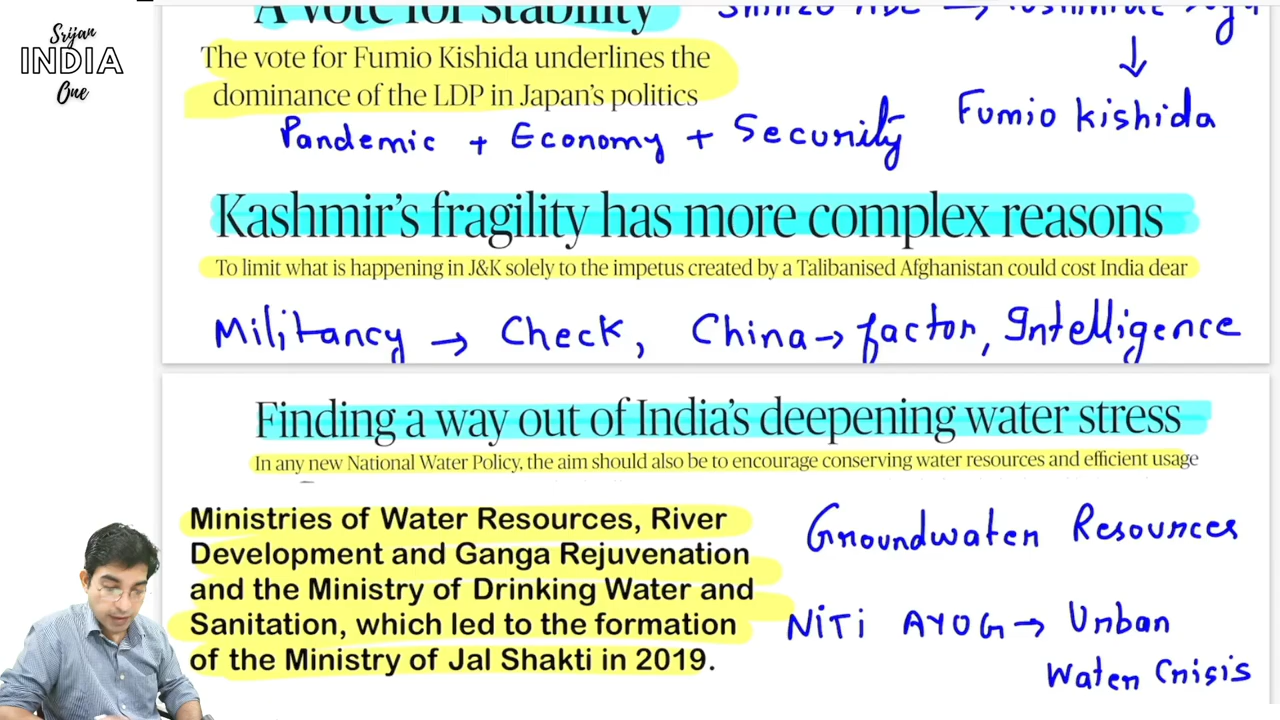 Srijan
INDIA
One
A vote for stability
Shinzo Abe → Yoshihide Suga
The vote for Fumio Kishida underlines the
dominance of the LDP in Japan's politics
↓
Fumio Kishida
Pandemic + Economy + Security
Kashmir's fragility has more complex reasons
To limit what is happening in J&K solely to the impetus created by a Talibanised Afghanistan could cost India dear
Militancy → Check, China → factor, Intelligence
Finding a way out of India's deepening water stress
In any new National Water Policy, the aim should also be to encourage conserving water resources and efficient usage
Ministries of Water Resources, River
Development and Ganga Rejuvenation
and the Ministry of Drinking Water and
Sanitation, which led to the formation
of the Ministry of Jal Shakti in 2019.
Groundwater Resources
NITI AYOG → Urban
Water Crisis